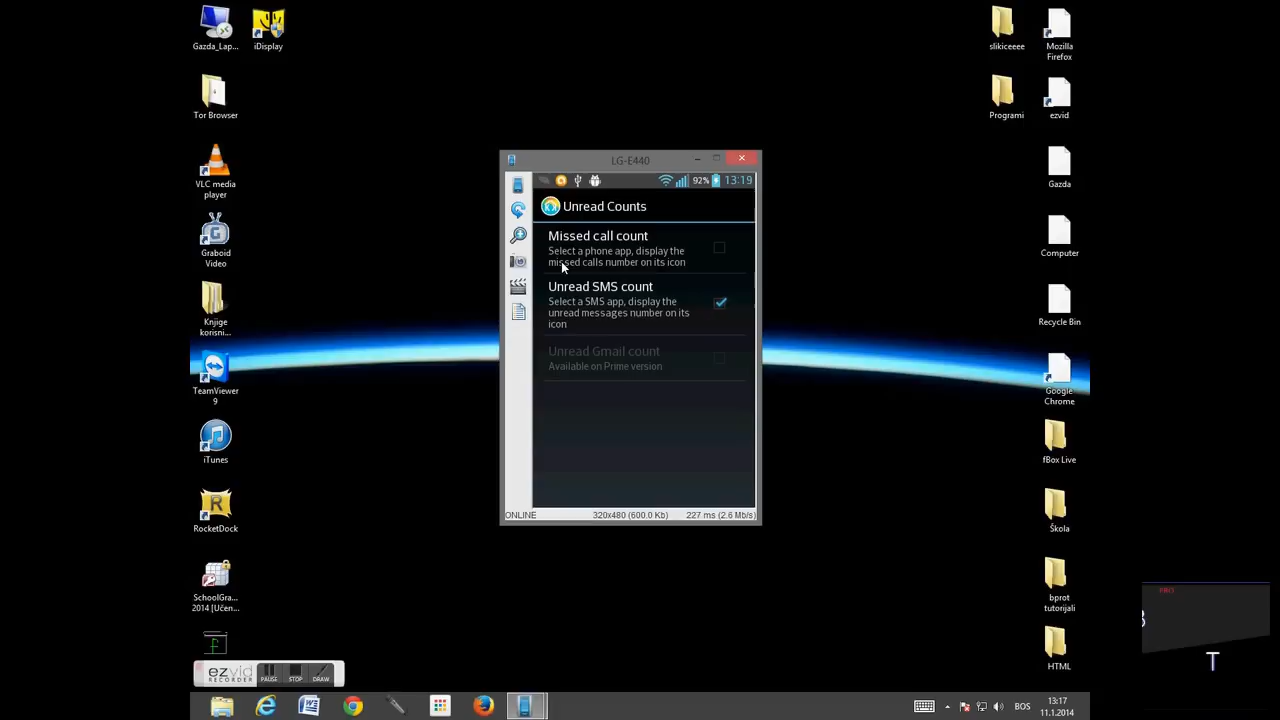 Gazda_Lap...
iDisplay
Tor Browser
VLC media
player
Graboid
Video
Knjige
korisni...
TeamViewer
9
iTunes
RocketDock
SchoolGra...
2014 [Učen...
slikiceeee
Mozilla
Firefox
Programi
ezvid
Gazda
Computer
Recycle Bin
Google
Chrome
fBox Live
Škola
bprot
tutorijali
HTML
LG-E440
92% 13:19
Unread Counts
Missed call count
Select a phone app, display the
missed calls number on its icon
Unread SMS count
Select a SMS app, display the
unread messages number on its
icon
Unread Gmail count
Available on Prime version
ONLINE 320x480 (600.0 Kb) 227 ms (2.6 Mb/s)
ezvid
RECORDER
PAUSE STOP DRAW
PRO
T
BOS
13:17
11.1.2014